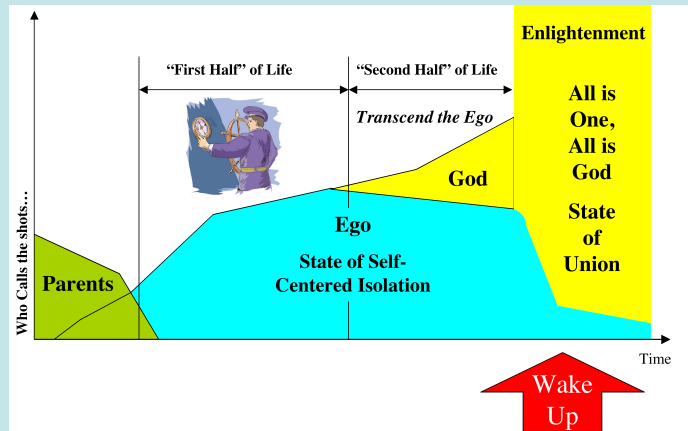 Enlightenment
“First Half” of Life
“Second Half” of Life
Transcend the Ego
All is
One,
All is
God
State
of
Union
God
Ego
State of Self-
Centered Isolation
Parents
Who Calls the shots…
Time
Wake
Up